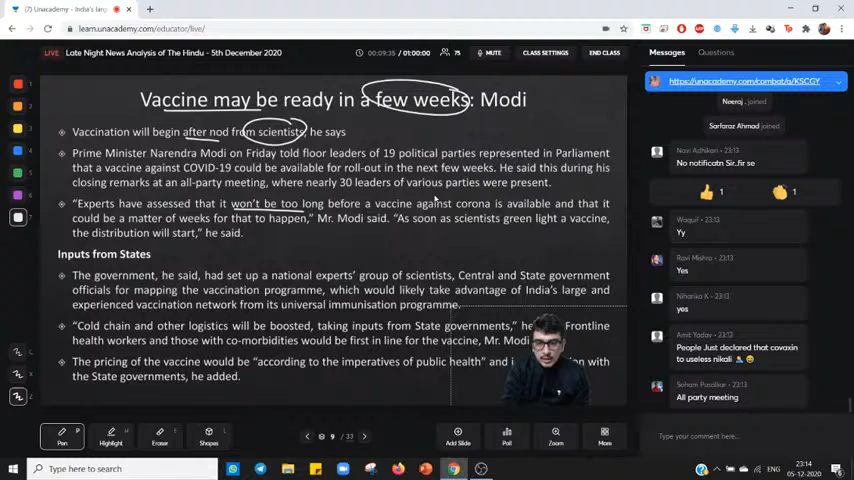 (7) Unacademy - India's larg
unacademy.com/educator/live/
LIVE Late Night News Analysis of The Hindu - 5th December 2020
00:09:35 / 01:00:00
75
MUTE
CLASS SETTINGS
END CLASS
Messages
Questions
1
2
3
4
5
6
7
Vaccine may be ready in a few weeks: Modi
Vaccination will begin after nod from scientists, he says
Prime Minister Narendra Modi on Friday told floor leaders of 19 political parties represented in Parliament
that a vaccine against COVID-19 could be available for roll-out in the next few weeks. He said this during his
closing remarks at an all-party meeting, where nearly 30 leaders of various parties were present.
“Experts have assessed that it won’t be too long before a vaccine against corona is available and that it
could be a matter of weeks for that to happen,” Mr. Modi said. “As soon as scientists green light a vaccine,
the distribution will start,” he said.
Inputs from States
The government, he said, had set up a national experts’ group of scientists, Central and State government
officials for mapping the vaccination programme, which would likely take advantage of India’s large and
experienced vaccination network from its universal immunisation programme.
“Cold chain and other logistics will be boosted, taking inputs from State governments,” he Frontline
health workers and those with co-morbidities would be first in line for the vaccine, Mr. Modi
The pricing of the vaccine would be “according to the imperatives of public health” and i on with
the State governments, he added.
https://unacademy.com/combat/a/KSCGY
Neeraj . joined
Sarfaraz Ahmad joined
Navi Adhikari 23:13
No notificatn Sir..fir se
1
1
Waquif 23:13
Yy
Ravi Mishra 23:13
Yes
Niharika K 23:13
yes
Amit Yadav 23:13
People Just declared that covaxin
to useless nikali
Soham Pasalkar 23:13
All party meeting
Type your comment here...
Pen
Highlight
Eraser
Shapes
9 / 33
Add Slide
Poll
Zoom
More
Type here to search
ENG
23:14
05-12-2020